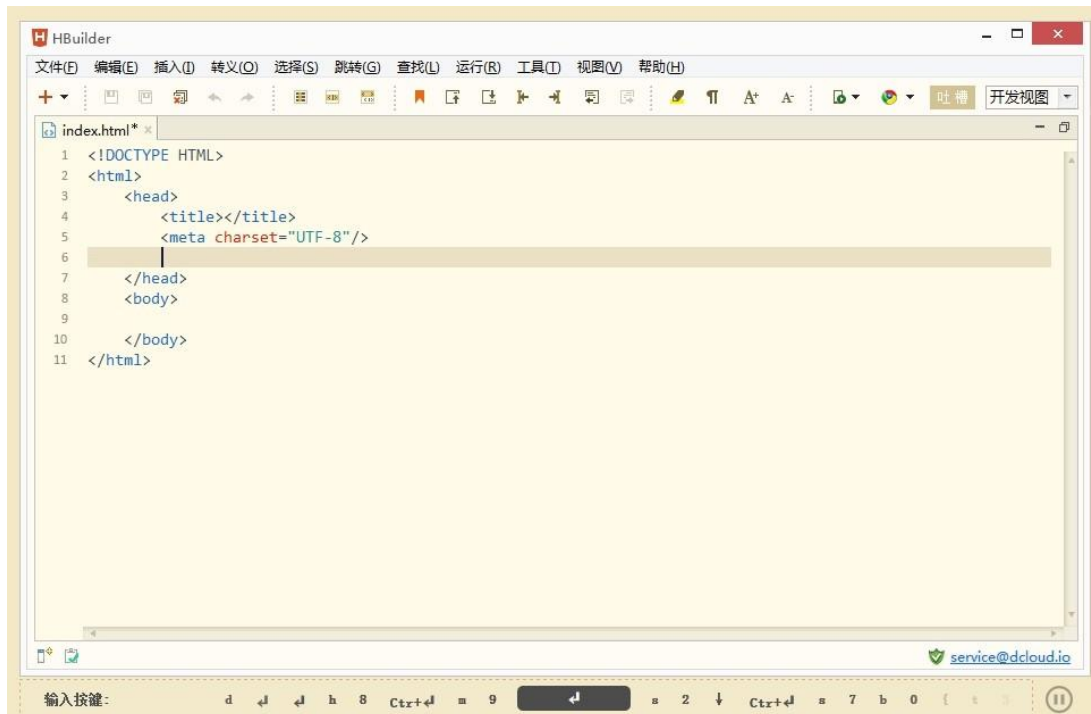 HBuilder
文件(F) 编辑(E) 插入(I) 转义(O) 选择(S) 跳转(G) 查找(L) 运行(R) 工具(T) 视图(V) 帮助(H)
A+ A- 吐槽 开发视图
index.html*
1 <!DOCTYPE HTML>
2 <html>
3 <head>
4 <title></title>
5 <meta charset="UTF-8"/>
6
7 </head>
8 <body>
9
10 </body>
11 </html>
service@dcloud.io
输入按键: d ↲ ↲ h 8 Ctr+↲ m 9 ↲ s 2 ↓ Ctr+↲ s 7 b 0 { t